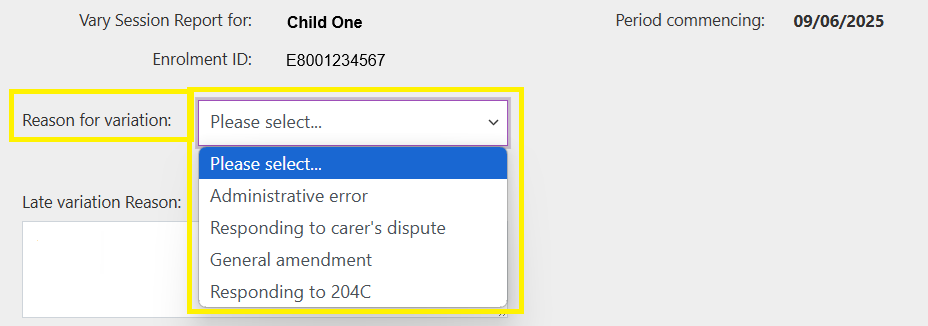 Vary Session Report for: Child One Period commencing: 09/06/2025
Enrolment ID: E8001234567
Reason for variation: Please select...
Please select...
Administrative error
Late variation Reason:
Responding to carer's dispute
General amendment
Responding to 204C